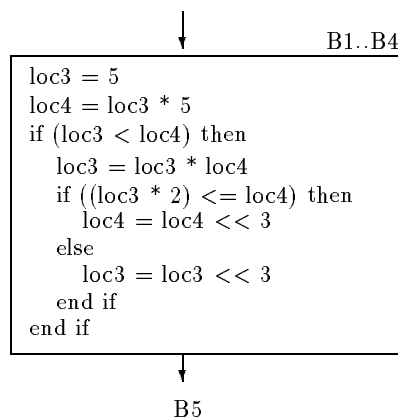 B1..B4
loc3 = 5
loc4 = loc3 * 5
if (loc3 < loc4) then
loc3 = loc3 * loc4
if ((loc3 * 2) <= loc4) then
loc4 = loc4 << 3
else
loc3 = loc3 << 3
end if
end if
B5